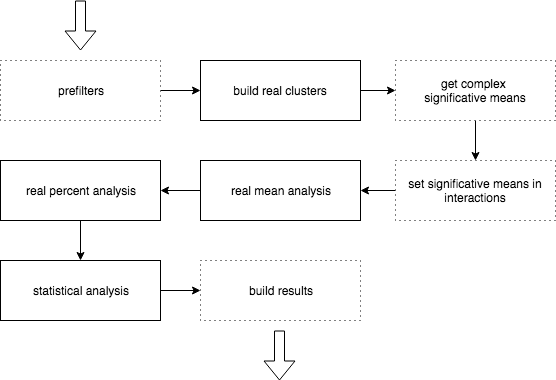 prefilters
build real clusters
get complex
significative means
set significative means in
interactions
real mean analysis
real percent analysis
statistical analysis
build results